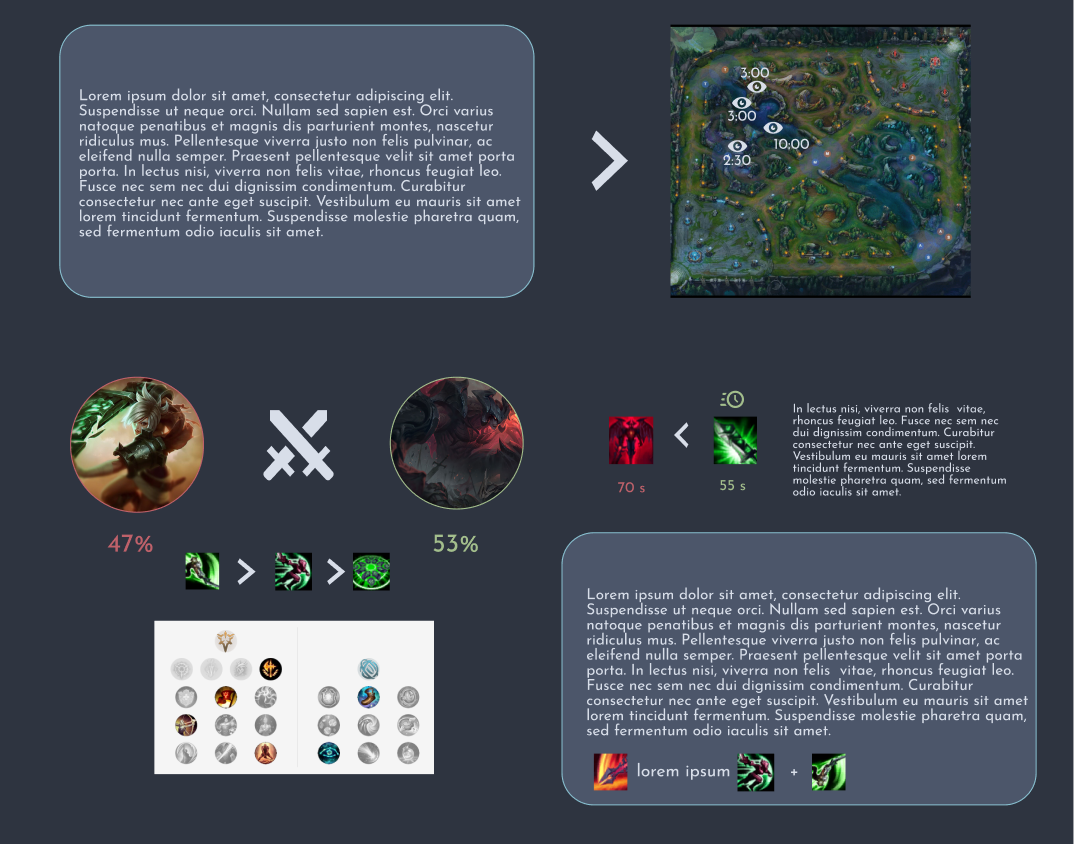 Lorem ipsum dolor sit amet, consectetur adipiscing elit.
Suspendisse ut neque orci. Nullam sed sapien est. Orci varius
natoque penatibus et magnis dis parturient montes, nascetur
ridiculus mus. Pellentesque viverra justo non felis pulvinar, ac
eleifend nulla semper. Praesent pellentesque velit sit amet porta
porta. In lectus nisi, viverra non felis vitae, rhoncus feugiat leo.
Fusce nec sem nec dui dignissim condimentum. Curabitur
consectetur nec ante eget suscipit. Vestibulum eu mauris sit amet
lorem tincidunt fermentum. Suspendisse molestie pharetra quam,
sed fermentum odio iaculis sit amet.
3:00
3:00
10:00
2:30
47%
53%
70 s
55 s
In lectus nisi, viverra non felis vitae,
rhoncus feugiat leo. Fusce nec sem nec
dui dignissim condimentum. Curabitur
consectetur nec ante eget suscipit.
Vestibulum eu mauris sit amet lorem
tincidunt fermentum. Suspendisse
molestie pharetra quam, sed fermentum
odio iaculis sit amet.
Lorem ipsum dolor sit amet, consectetur adipiscing elit.
Suspendisse ut neque orci. Nullam sed sapien est. Orci varius
natoque penatibus et magnis dis parturient montes, nascetur
ridiculus mus. Pellentesque viverra justo non felis pulvinar, ac
eleifend nulla semper. Praesent pellentesque velit sit amet porta
porta. In lectus nisi, viverra non felis vitae, rhoncus feugiat leo.
Fusce nec sem nec dui dignissim condimentum. Curabitur
consectetur nec ante eget suscipit. Vestibulum eu mauris sit amet
lorem tincidunt fermentum. Suspendisse molestie pharetra quam,
sed fermentum odio iaculis sit amet.
lorem ipsum +